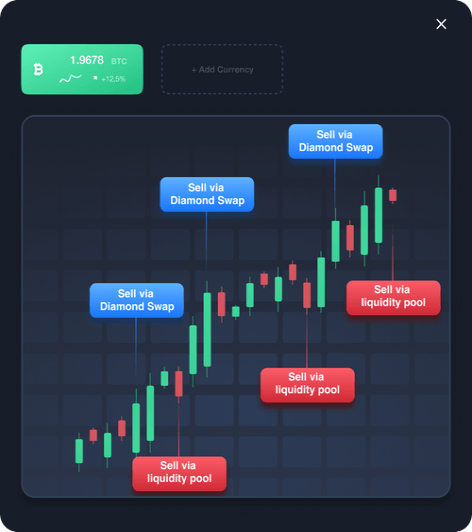 1.9678 BTC
+12,5%
+ Add Currency
Sell via
Diamond Swap
Sell via
Diamond Swap
Sell via
Diamond Swap
Sell via
liquidity pool
Sell via
liquidity pool
Sell via
liquidity pool